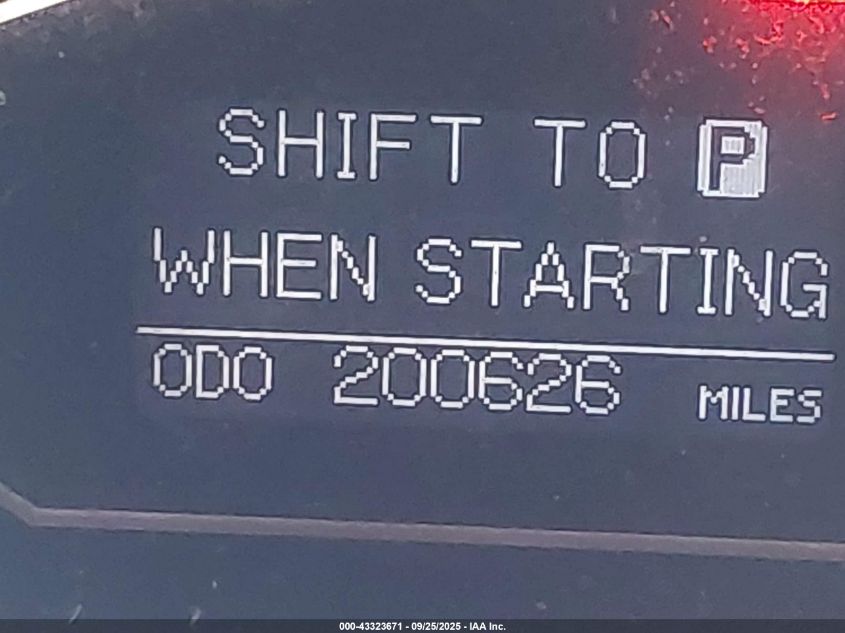 SHIFT TO P
WHEN STARTING
ODO 200626 MILES
000-43323671 - 09/25/2025 - IAA Inc.